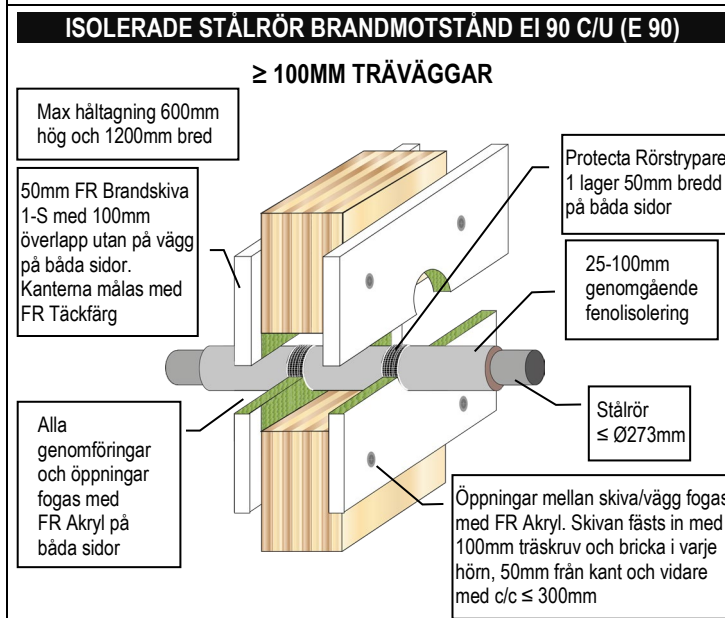 ISOLERADE STÅLRÖR BRANDMOTSTÅND EI 90 C/U (E 90)
≥ 100MM TRÄVÄGGAR
Max håltagning 600mm
hög och 1200mm bred
50mm FR Brandskiva
1-S med 100mm
överlapp utan på vägg
på båda sidor.
Kanterna målas med
FR Täckfärg
Alla
genomföringar
och öppningar
fogas med
FR Akryl på
båda sidor
Protecta Rörstrypare
1 lager 50mm bredd
på båda sidor
25-100mm
genomgående
fenolisolering
Stålrör
≤ Ø273mm
Öppningar mellan skiva/vägg fogas
med FR Akryl. Skivan fästs in med
100mm träskruv och bricka i varje
hörn, 50mm från kant och vidare
med c/c ≤ 300mm